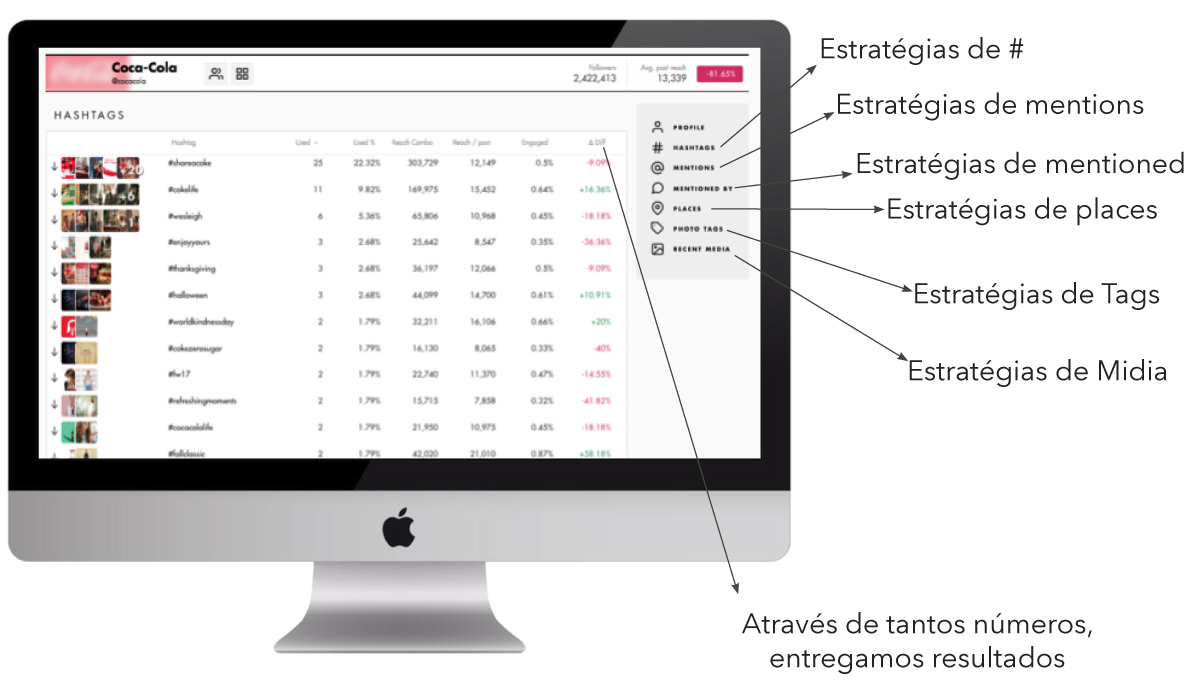 Coca-Cola
@cocacola
Followers
2,422,413
Avg. post reach
13,339
-81.65%
HASHTAGS
Hashtag Used Used % Reach Combo Reach / post Engaged Δ Diff
+20 #shareacoke 25 22.32% 303,729 12,149 0.5% -9.09%
+6 #cokelife 11 9.82% 169,975 15,452 0.64% +16.36%
#wesleigh 6 5.36% 65,806 10,968 0.45% -18.18%
#enjoyyours 3 2.68% 25,642 8,547 0.35% -36.36%
#thanksgiving 3 2.68% 36,197 12,066 0.5% -9.09%
#halloween 3 2.68% 44,099 14,700 0.61% +10.91%
#worldkindnessday 2 1.79% 32,211 16,106 0.66% +20%
#cokezerosugar 2 1.79% 16,130 8,065 0.33% -40%
#fw17 2 1.79% 22,740 11,370 0.47% -14.55%
#refreshingmoments 2 1.79% 15,715 7,858 0.32% -41.82%
#cocacolalife 2 1.79% 21,950 10,975 0.45% -18.18%
#fallclassic 2 1.79% 42,020 21,010 0.87% +58.18%
PROFILE
# HASHTAGS
@ MENTIONS
MENTIONED BY
PLACES
PHOTO TAGS
RECENT MEDIA
Estratégias de #
Estratégias de mentions
Estratégias de mentioned
Estratégias de places
Estratégias de Tags
Estratégias de Midia
Através de tantos números,
entregamos resultados